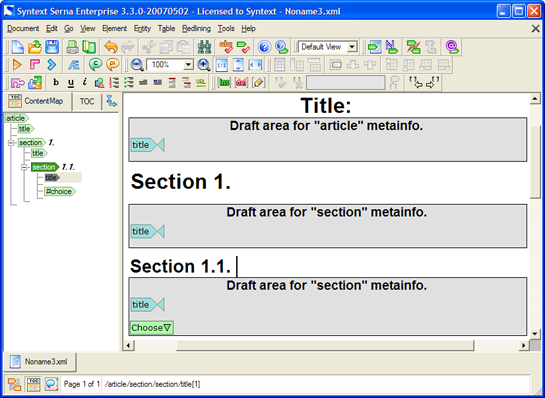 Syntext Serna Enterprise 3.3.0-20070502 - Licensed to Syntext - Noname3.xml
Document Edit Go View Element Entity Table Redlining Tools Help
Default View
100%
b u i URL
ContentMap TOC
article
title
section 1.
title
section 1.1.
title
#choice
Title:
Draft area for "article" metainfo.
title
Section 1.
Draft area for "section" metainfo.
title
Section 1.1.
Draft area for "section" metainfo.
title
Choose
Noname3.xml
TOC Page 1 of 1 /article/section/section/title[1]